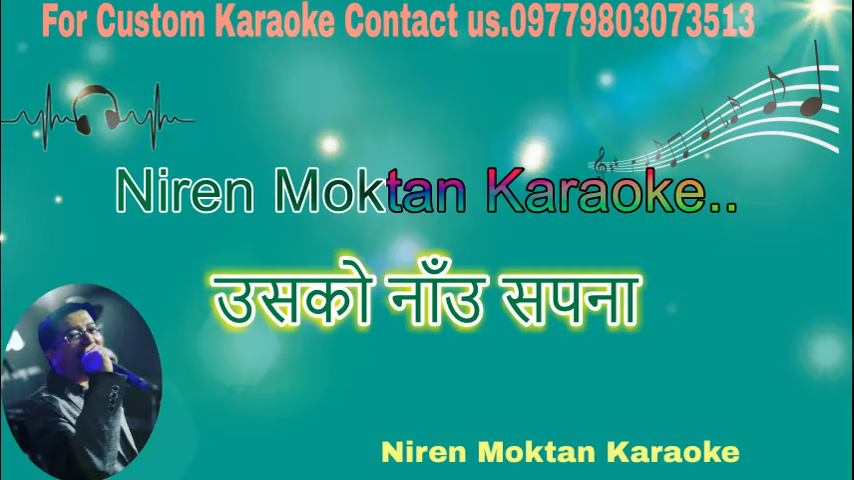 For Custom Karaoke Contact us.09779803073513
Niren Moktan Karaoke..
उसको नाँउ सपना
Niren Moktan Karaoke